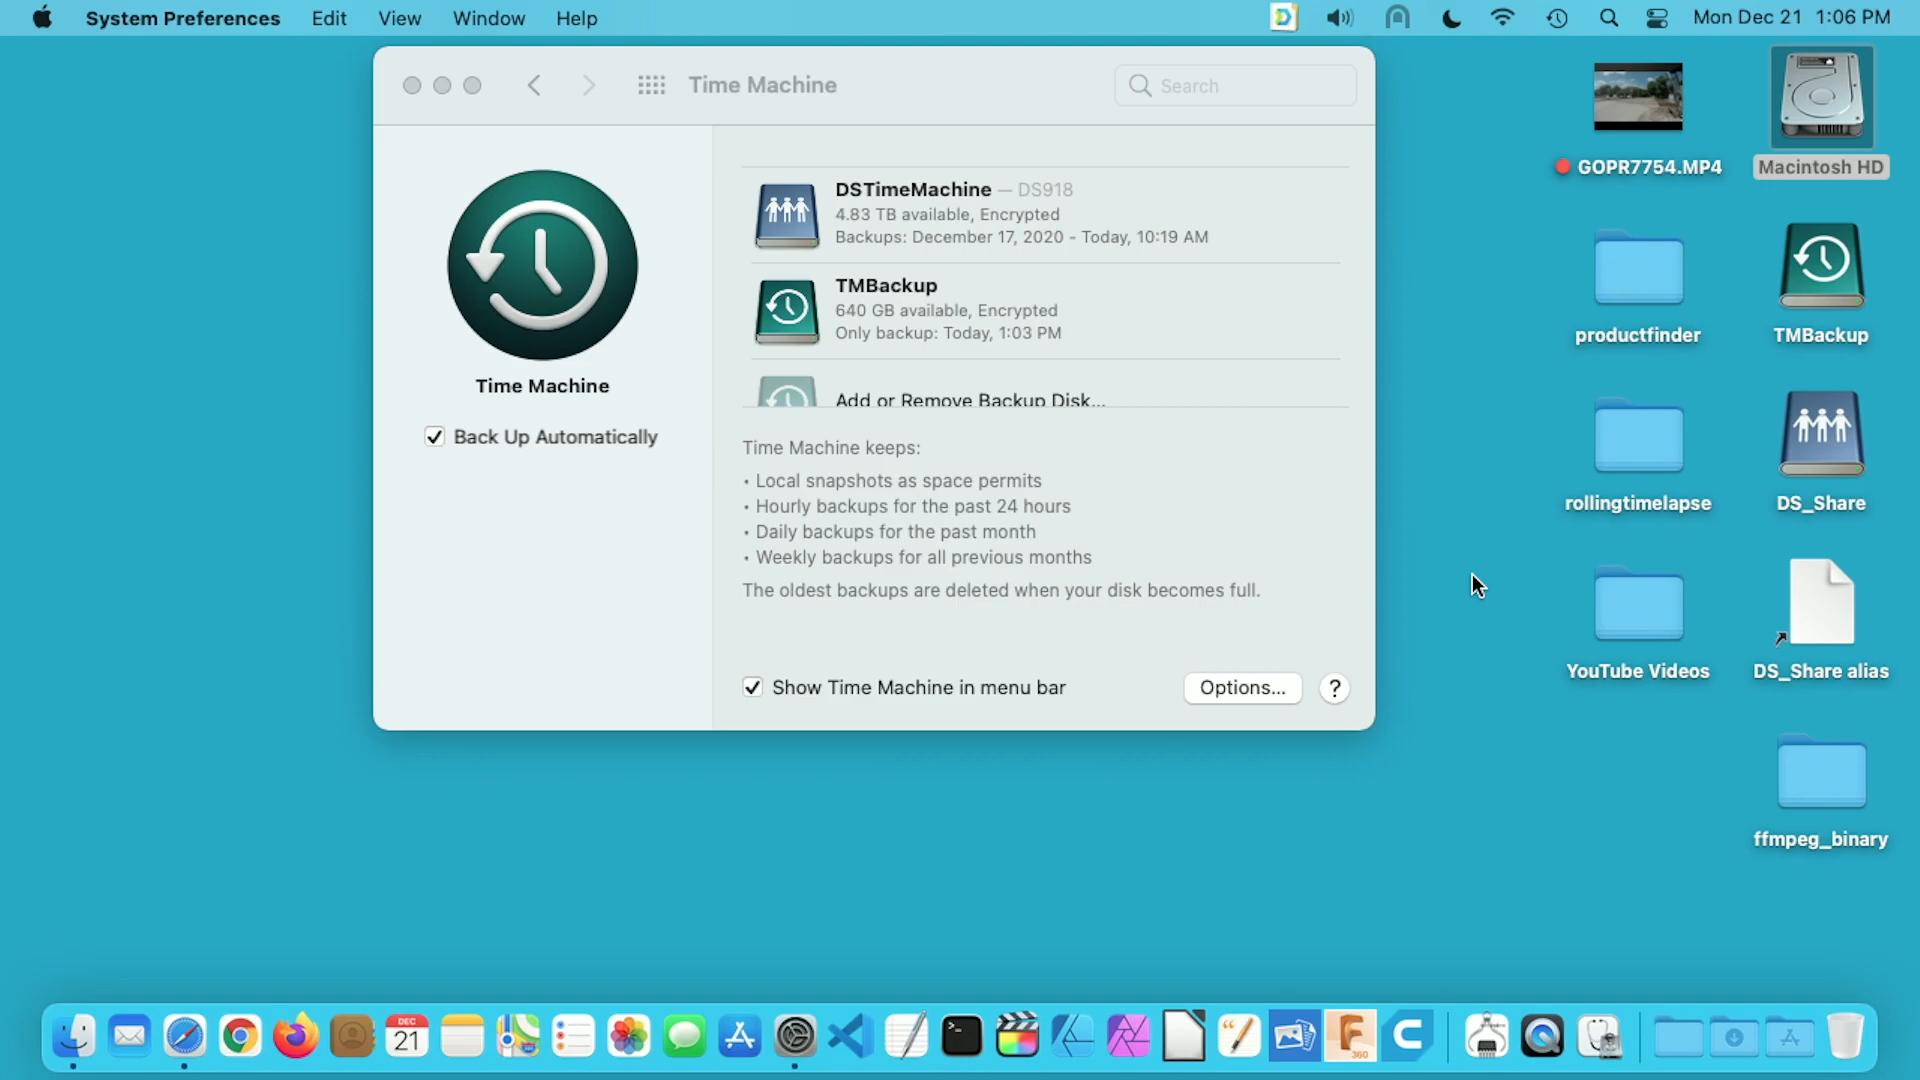 System Preferences Edit View Window Help
Mon Dec 21 1:06 PM
Time Machine
Search
Time Machine
Back Up Automatically
DSTimeMachine — DS918
4.83 TB available, Encrypted
Backups: December 17, 2020 - Today, 10:19 AM
TMBackup
640 GB available, Encrypted
Only backup: Today, 1:03 PM
Add or Remove Backup Disk...
Time Machine keeps:
• Local snapshots as space permits
• Hourly backups for the past 24 hours
• Daily backups for the past month
• Weekly backups for all previous months
The oldest backups are deleted when your disk becomes full.
Show Time Machine in menu bar
Options...
?
GOPR7754.MP4
Macintosh HD
productfinder
TMBackup
rollingtimelapse
DS_Share
YouTube Videos
DS_Share alias
ffmpeg_binary
DEC
21
360